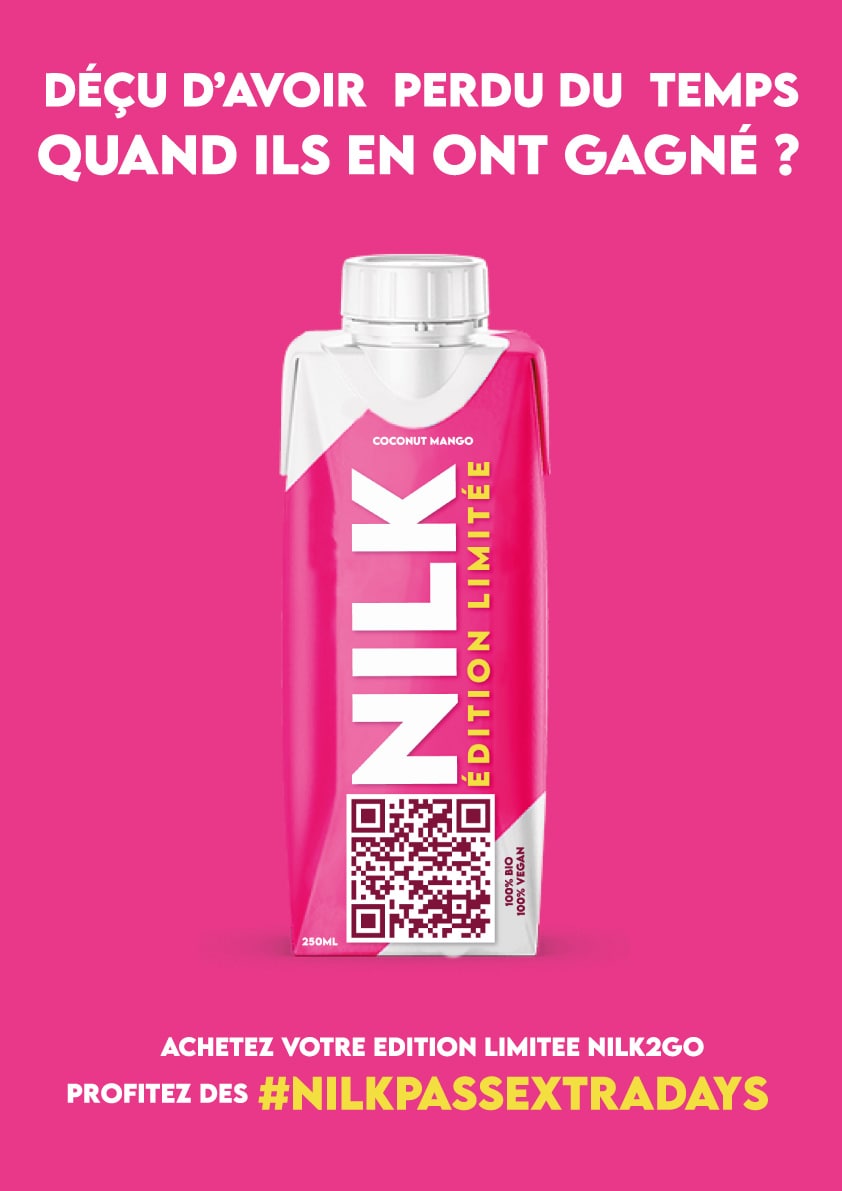 DÉÇU D'AVOIR PERDU DU TEMPS
QUAND ILS EN ONT GAGNÉ ?
COCONUT MANGO
NILK
ÉDITION LIMITÉE
100% BIO
100% VEGAN
250ML
ACHETEZ VOTRE EDITION LIMITEE NILK2GO
PROFITEZ DES #NILKPASSEXTRADAYS